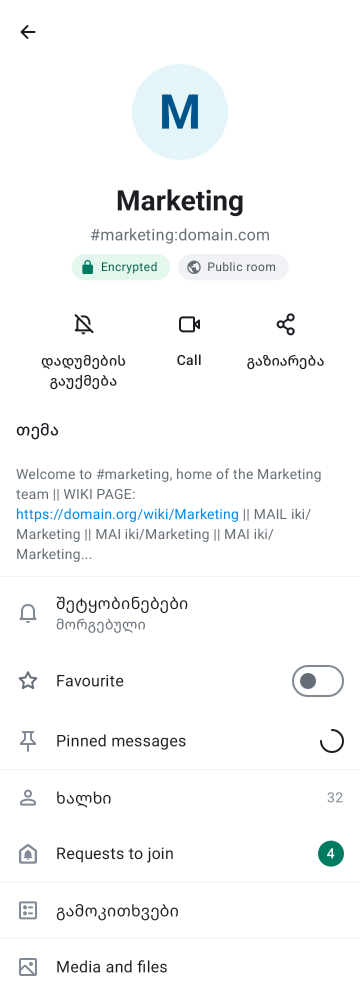 M
Marketing
#marketing:domain.com
Encrypted
Public room
დადუმების
გაუქმება
Call
გაზიარება
თემა
Welcome to #marketing, home of the Marketing
team || WIKI PAGE:
https://domain.org/wiki/Marketing || MAIL iki/
Marketing || MAI iki/Marketing || MAI iki/
Marketing...
შეტყობინებები
მორგებული
Favourite
Pinned messages
ხალხი
32
Requests to join
4
გამოკითხვები
Media and files